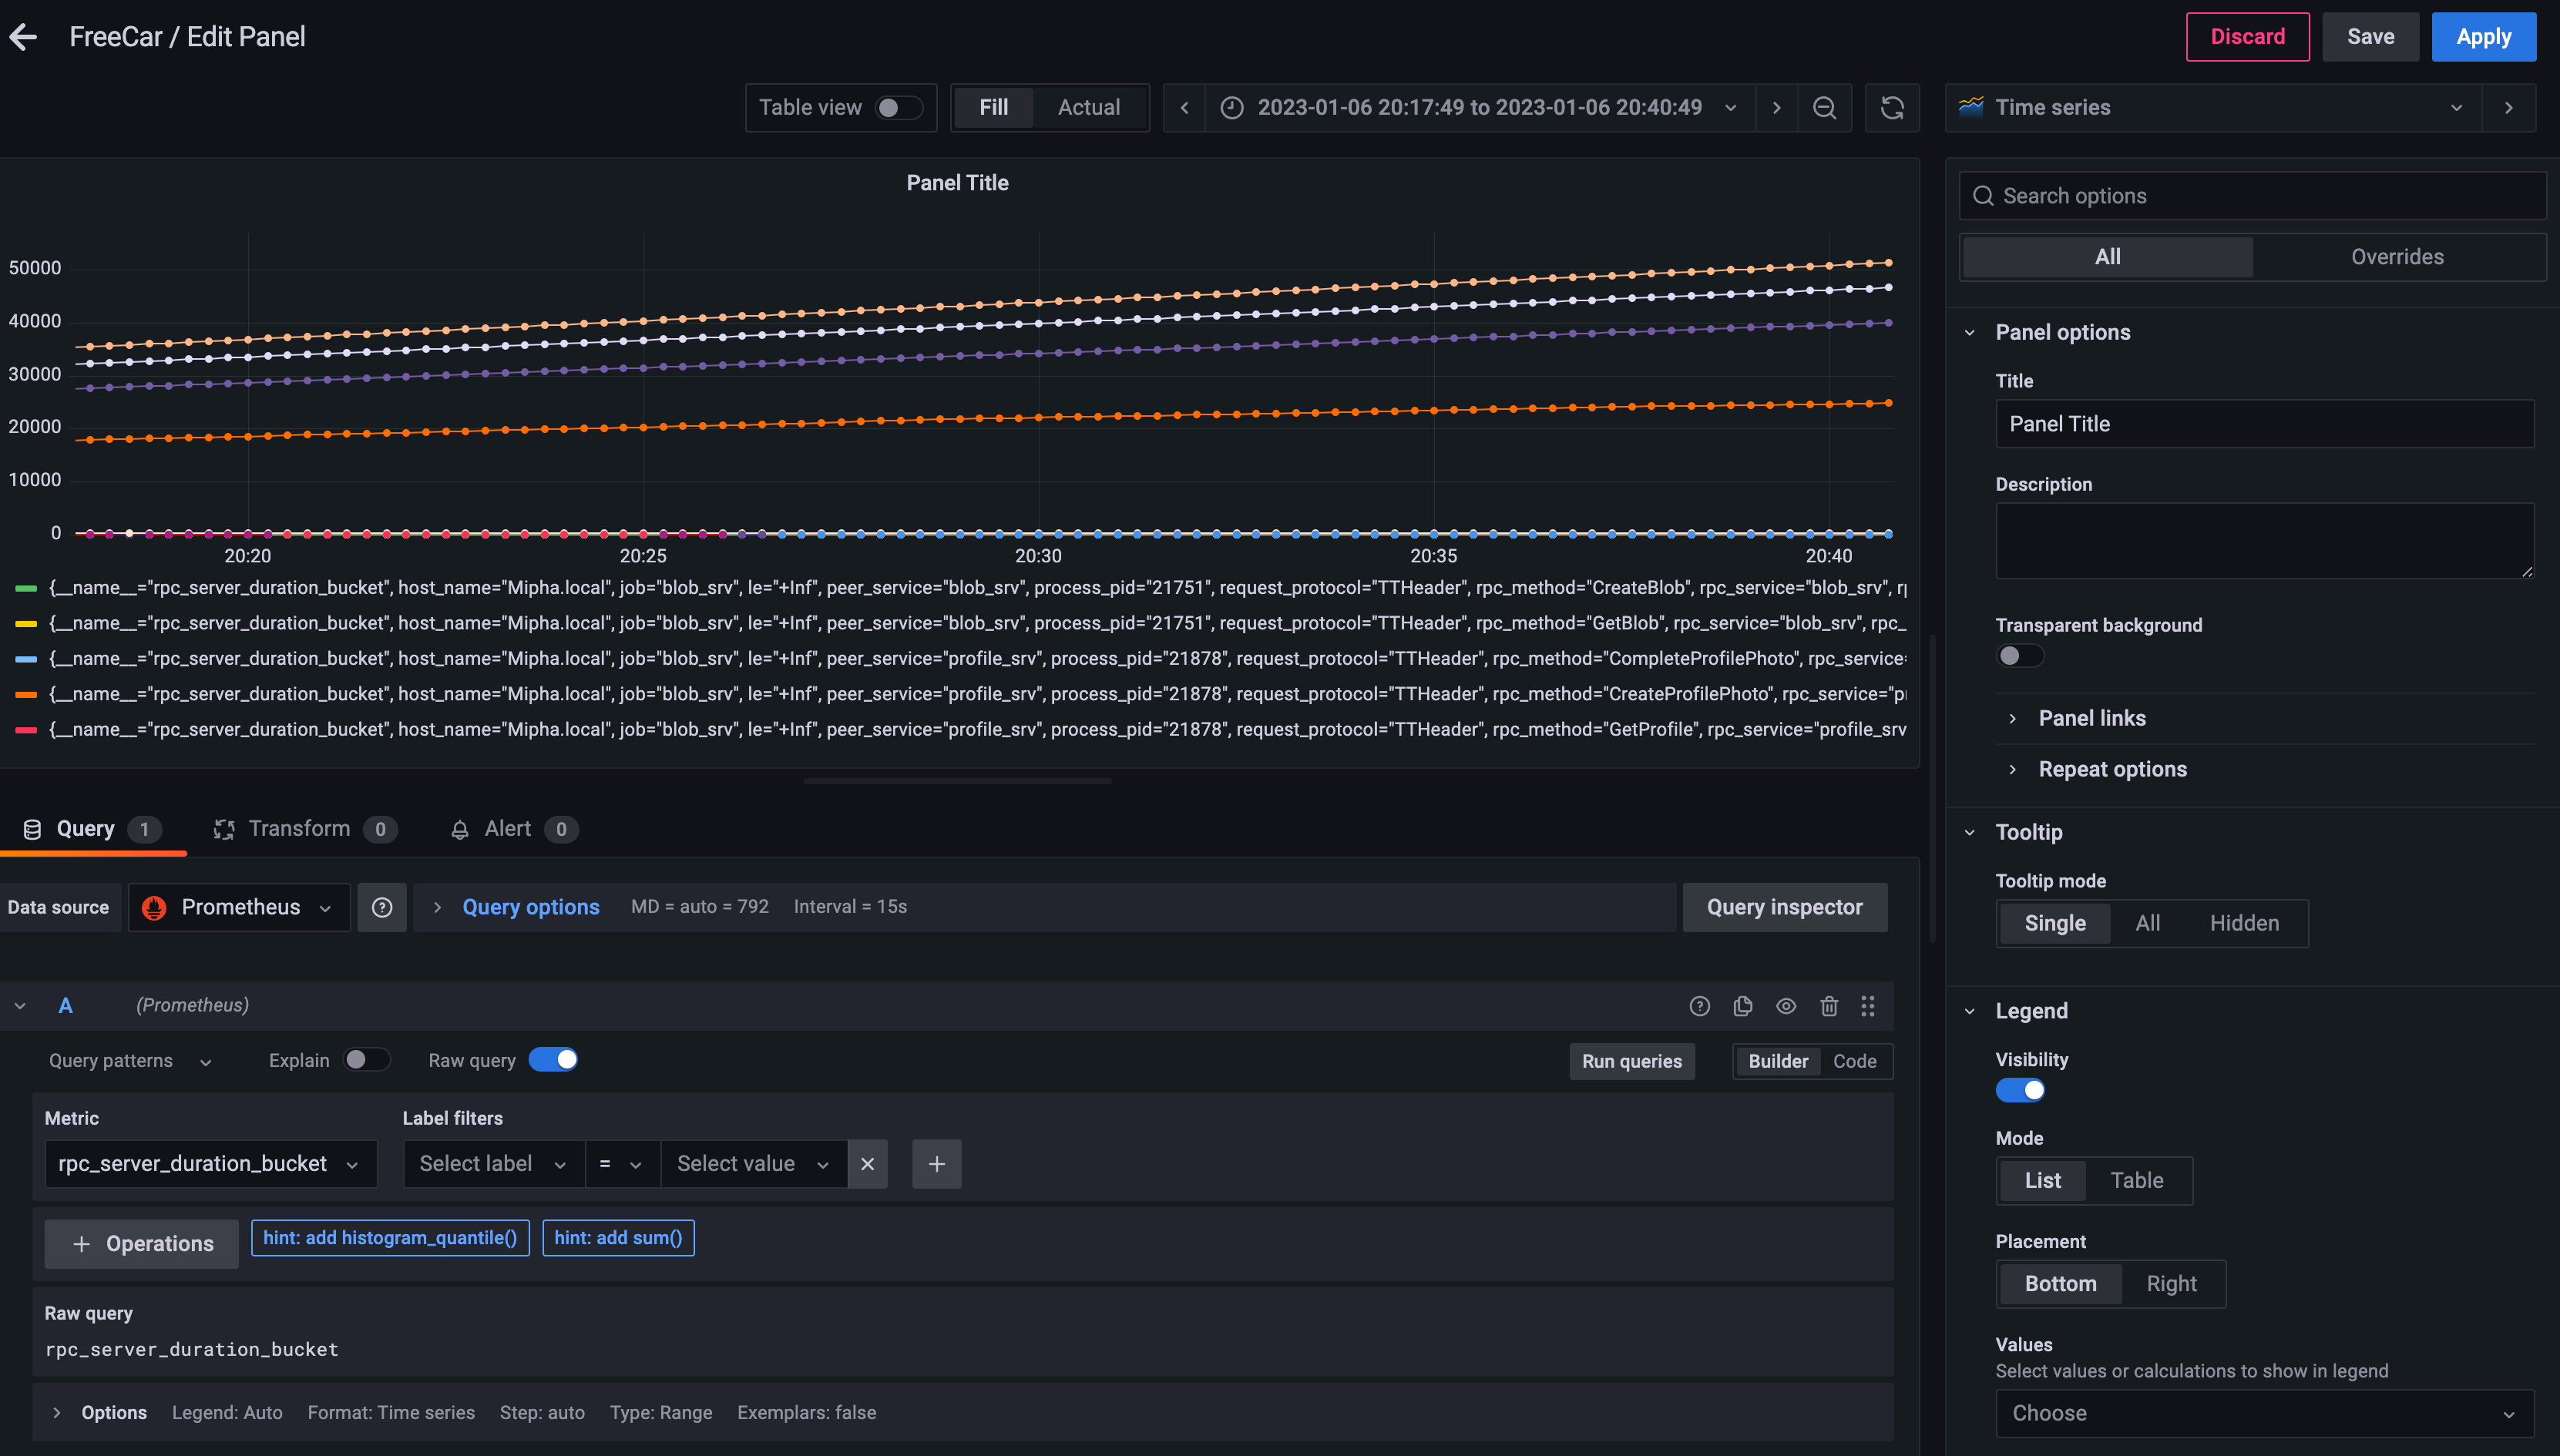 FreeCar / Edit Panel
Discard Save Apply
Table view Fill Actual 2023-01-06 20:17:49 to 2023-01-06 20:40:49 Time series
Panel Title
50000
40000
30000
20000
10000
0
20:20 20:25 20:30 20:35 20:40
{__name__="rpc_server_duration_bucket", host_name="Mipha.local", job="blob_srv", le="+Inf", peer_service="blob_srv", process_pid="21751", request_protocol="TTHeader", rpc_method="CreateBlob", rpc_service="blob_srv", r
{__name__="rpc_server_duration_bucket", host_name="Mipha.local", job="blob_srv", le="+Inf", peer_service="blob_srv", process_pid="21751", request_protocol="TTHeader", rpc_method="GetBlob", rpc_service="blob_srv", rpc_
{__name__="rpc_server_duration_bucket", host_name="Mipha.local", job="blob_srv", le="+Inf", peer_service="profile_srv", process_pid="21878", request_protocol="TTHeader", rpc_method="CompleteProfilePhoto", rpc_service=
{__name__="rpc_server_duration_bucket", host_name="Mipha.local", job="blob_srv", le="+Inf", peer_service="profile_srv", process_pid="21878", request_protocol="TTHeader", rpc_method="CreateProfilePhoto", rpc_service="p
{__name__="rpc_server_duration_bucket", host_name="Mipha.local", job="blob_srv", le="+Inf", peer_service="profile_srv", process_pid="21878", request_protocol="TTHeader", rpc_method="GetProfile", rpc_service="profile_srv
Query 1 Transform 0 Alert 0
Data source Prometheus Query options MD = auto = 792 Interval = 15s Query inspector
A (Prometheus)
Query patterns Explain Raw query Run queries Builder Code
Metric Label filters
rpc_server_duration_bucket Select label = Select value
+ Operations hint: add histogram_quantile() hint: add sum()
Raw query
rpc_server_duration_bucket
Options Legend: Auto Format: Time series Step: auto Type: Range Exemplars: false
Search options
All Overrides
Panel options
Title
Panel Title
Description
Transparent background
Panel links
Repeat options
Tooltip
Tooltip mode
Single All Hidden
Legend
Visibility
Mode
List Table
Placement
Bottom Right
Values
Select values or calculations to show in legend
Choose